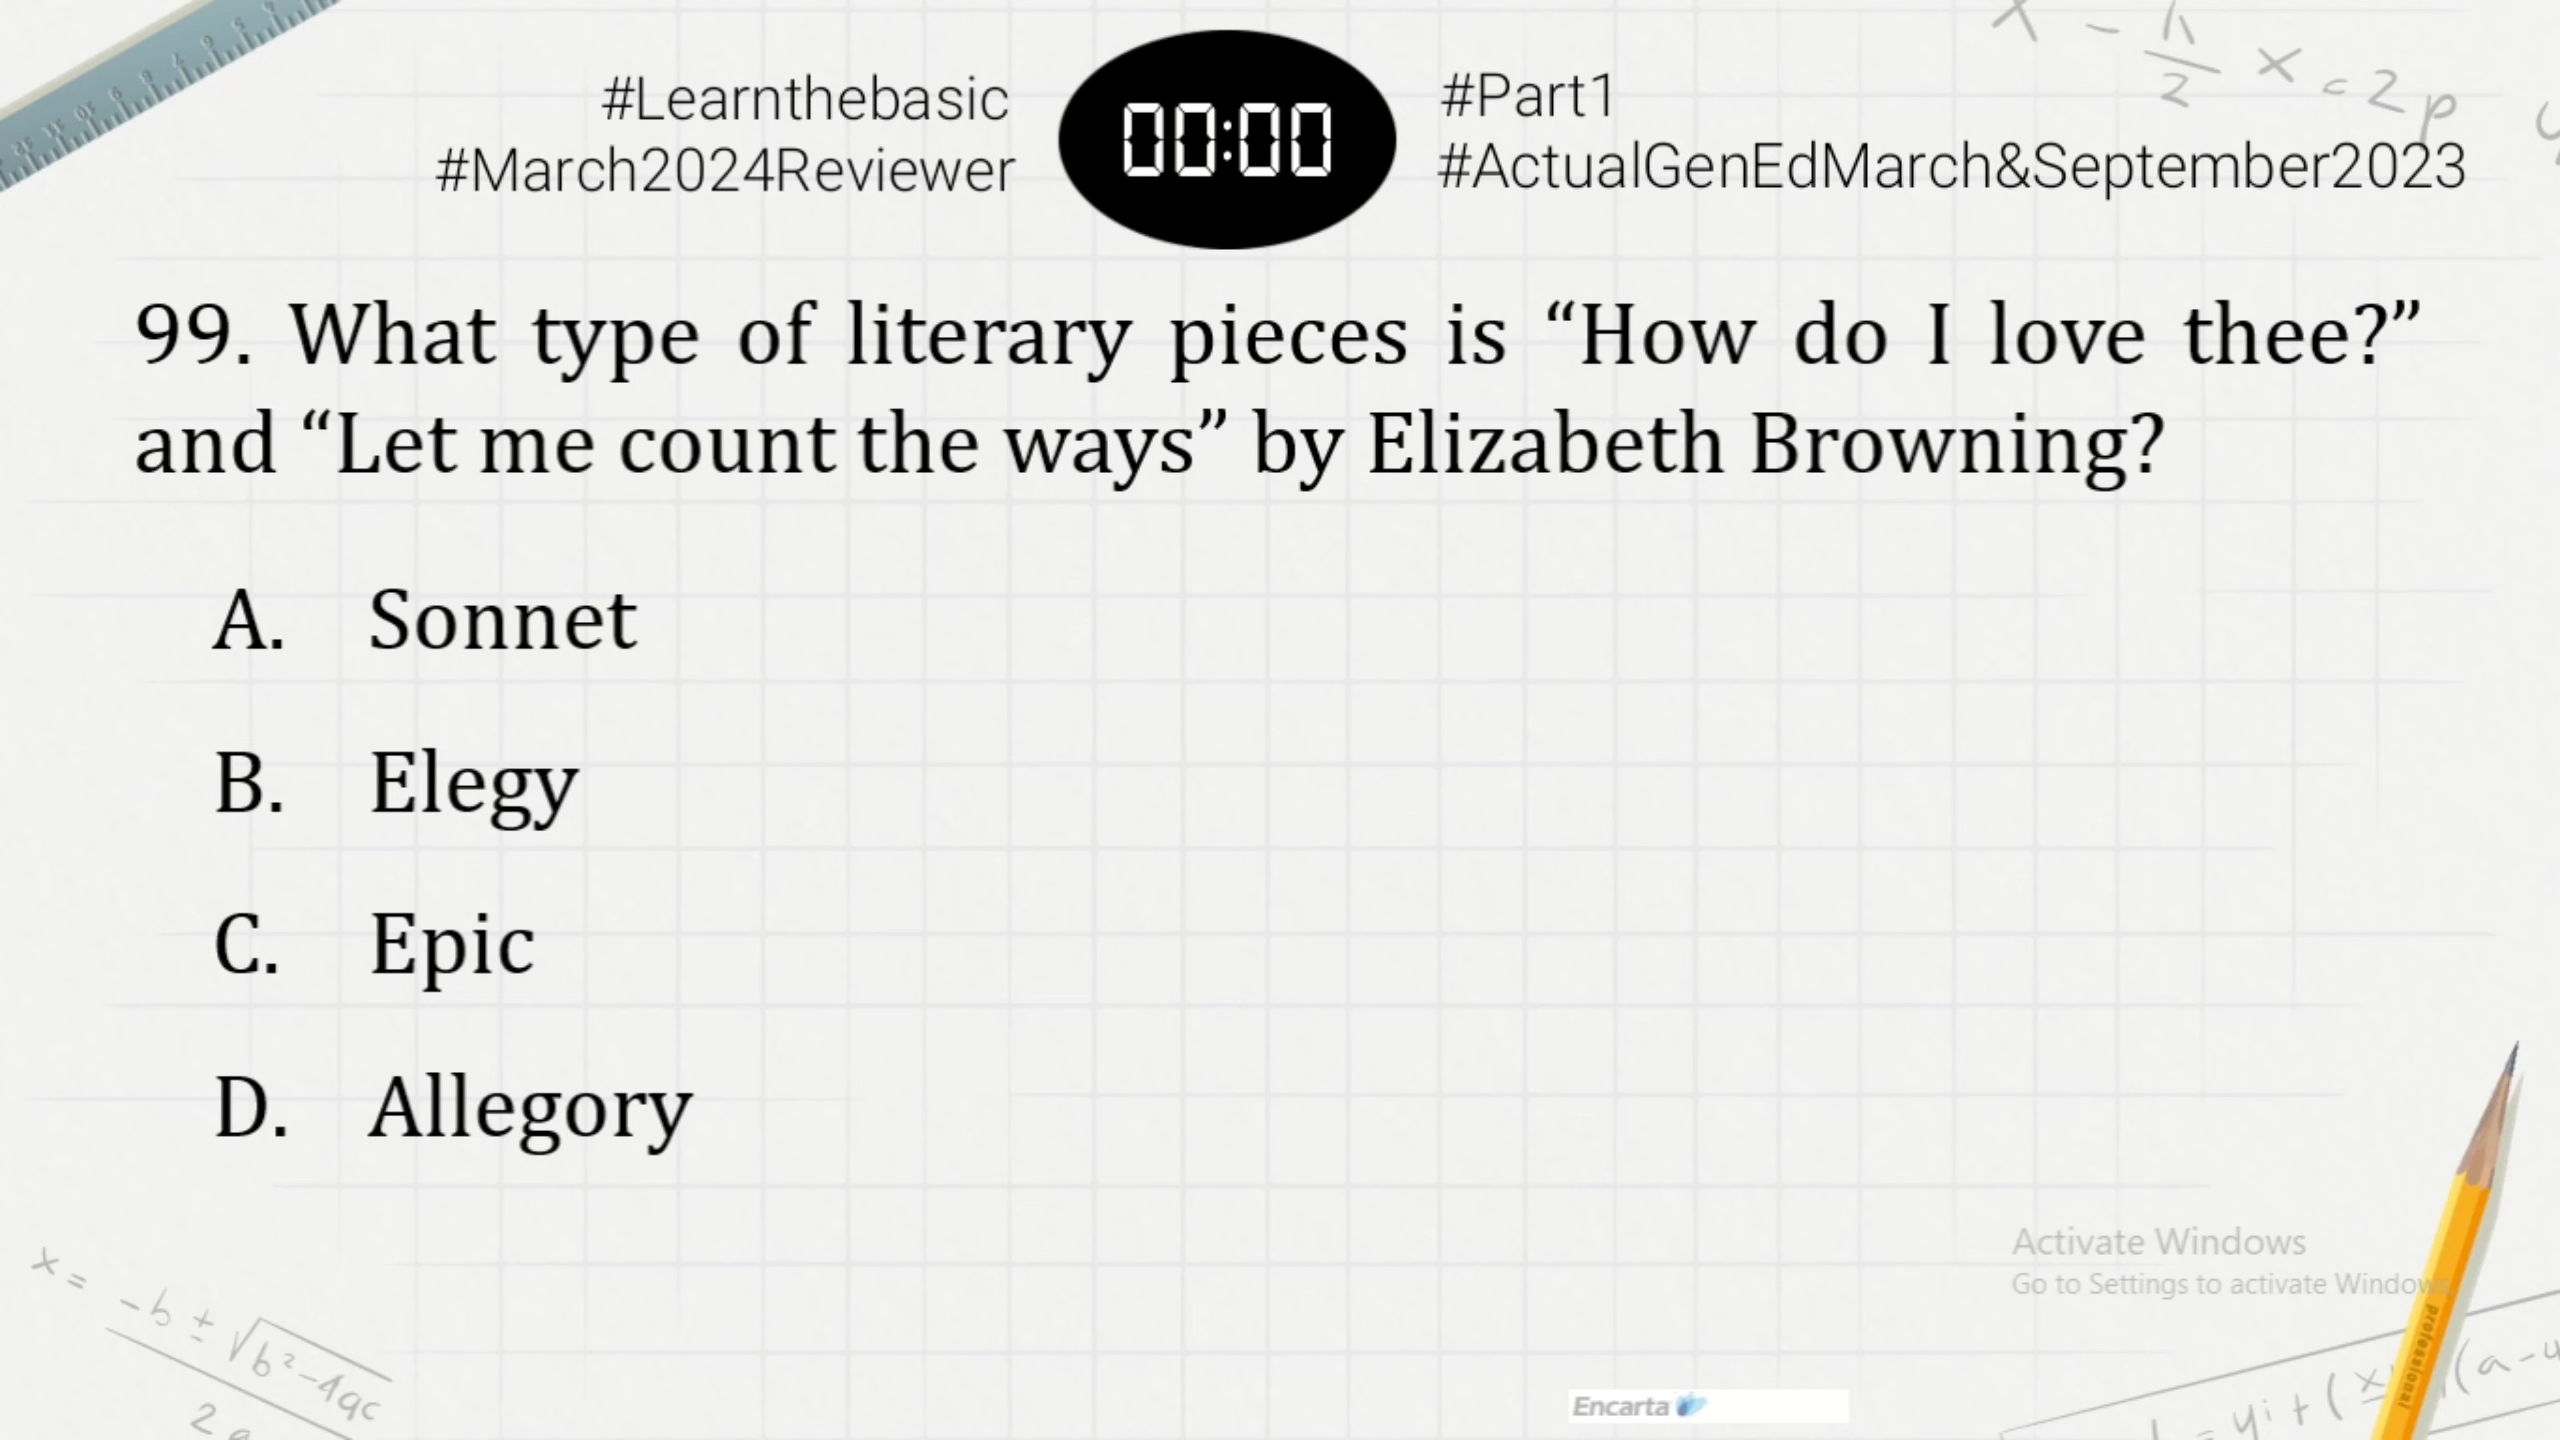 #Learnthebasic
#March2024Reviewer
00:00
#Part1
#ActualGenEdMarch&September2023
99. What type of literary pieces is “How do I love thee?”
and “Let me count the ways” by Elizabeth Browning?
A. Sonnet
B. Elegy
C. Epic
D. Allegory
Activate Windows
Go to Settings to activate Windows.
professional
Encarta